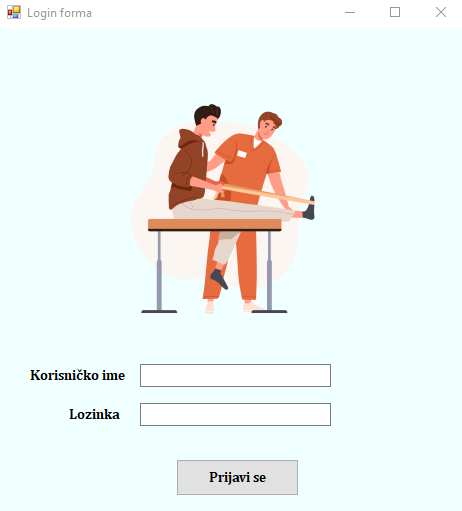 Login forma
Korisničko ime
Lozinka
Prijavi se